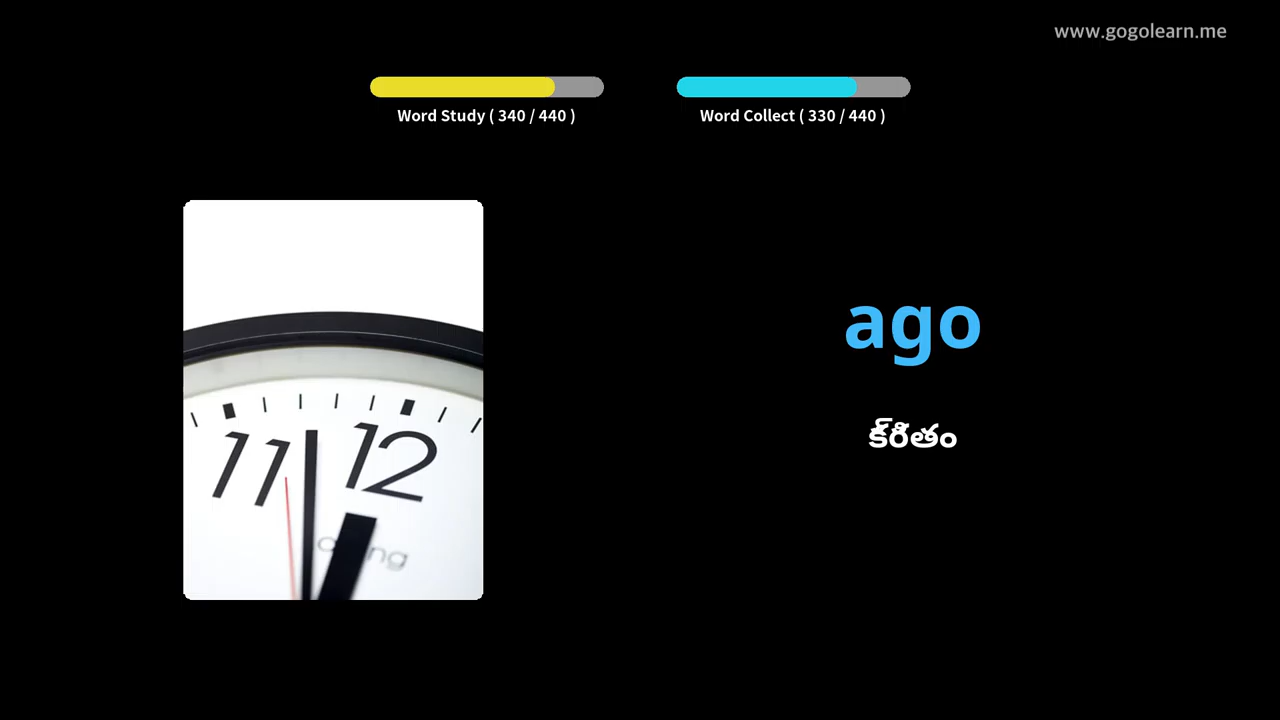 www.gogolearn.me
Word Study ( 340 / 440 )
Word Collect ( 330 / 440 )
ago
క్రితం
11 12